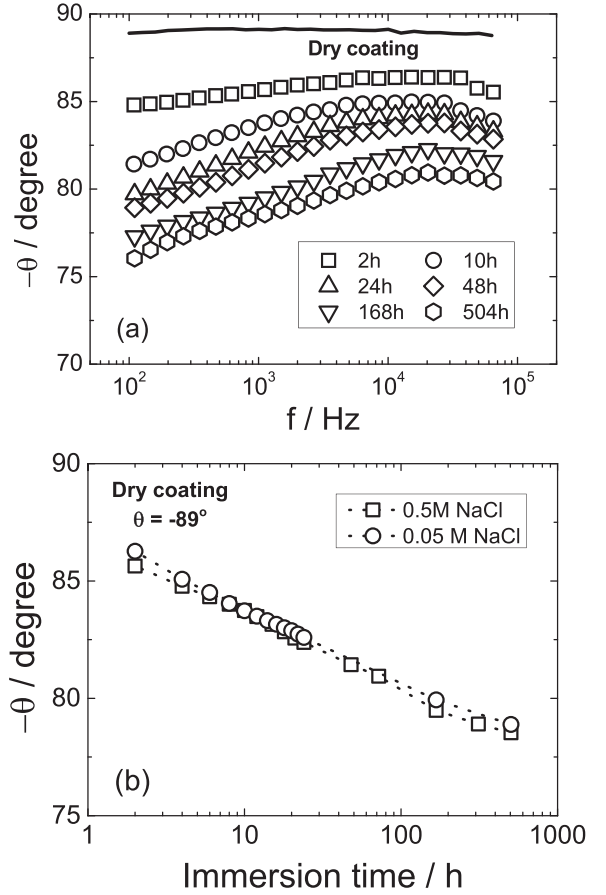 90
85
80
75
70
−θ / degree
Dry coating
2h 10h
24h 48h
168h 504h
(a)
10² 10³ 10⁴ 10⁵
f / Hz
90
85
80
75
−θ / degree
Dry coating
θ = -89°
0.5M NaCl
0.05 M NaCl
(b)
1 10 100 1000
Immersion time / h